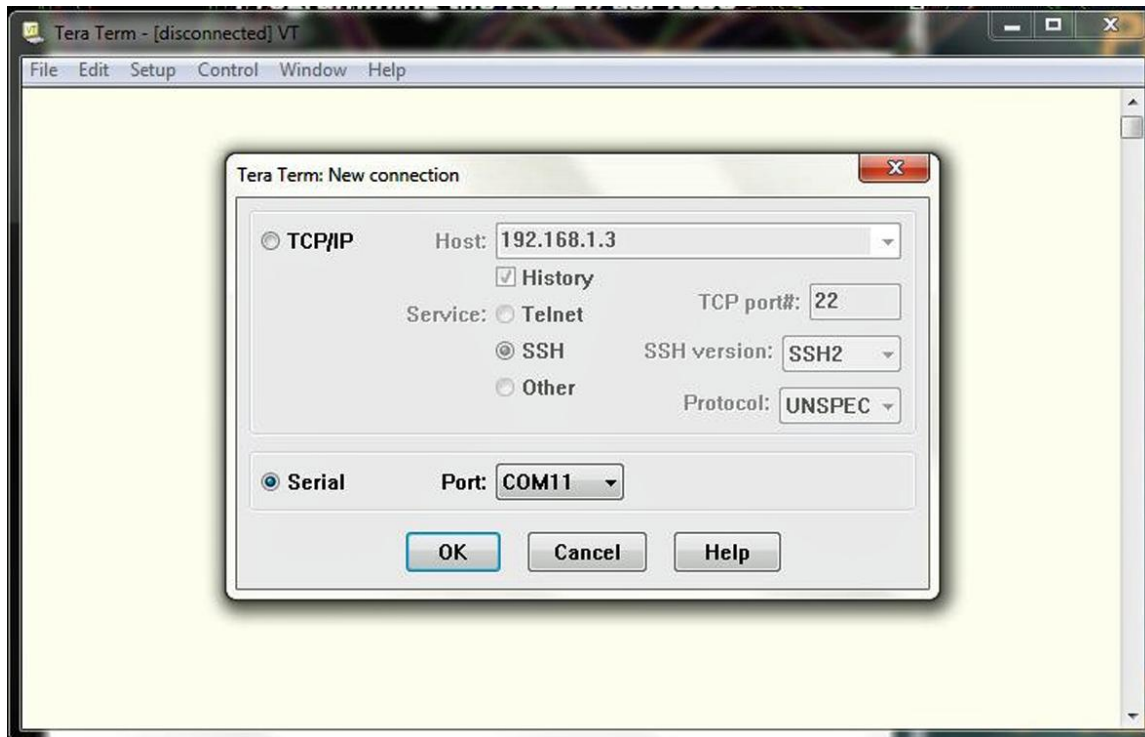 Tera Term - [disconnected] VT
File Edit Setup Control Window Help
Tera Term: New connection
TCP/IP Host: 192.168.1.3
History
Service: Telnet TCP port#: 22
SSH SSH version: SSH2
Other Protocol: UNSPEC
Serial Port: COM11
OK Cancel Help